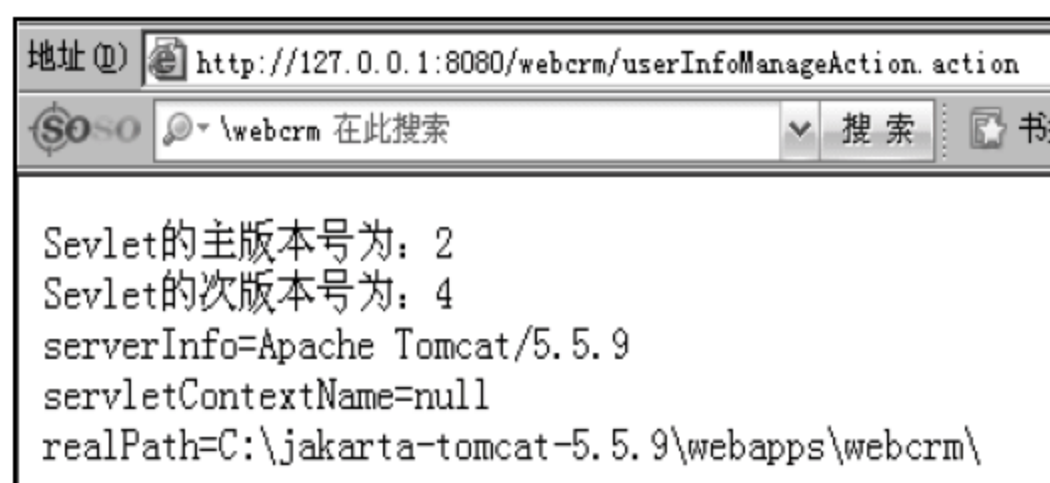 地址(D) http://127.0.0.1:8080/webcrm/userInfoManageAction.action
SOSO \webcrm 在此搜索 搜 索 书
Sevlet的主版本号为: 2
Sevlet的次版本号为: 4
serverInfo=Apache Tomcat/5.5.9
servletContextName=null
realPath=C:\jakarta-tomcat-5.5.9\webapps\webcrm\